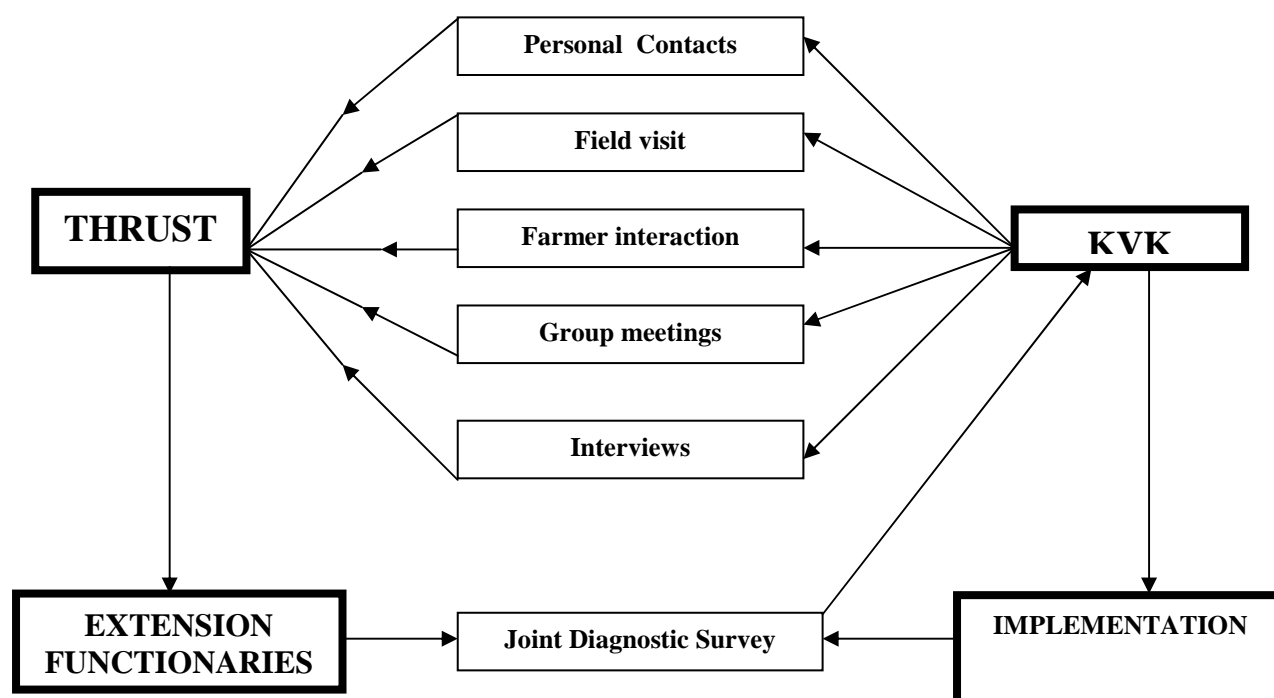 Personal Contacts
Field visit
THRUST
Farmer interaction
KVK
Group meetings
Interviews
EXTENSION
FUNCTIONARIES
Joint Diagnostic Survey
IMPLEMENTATION